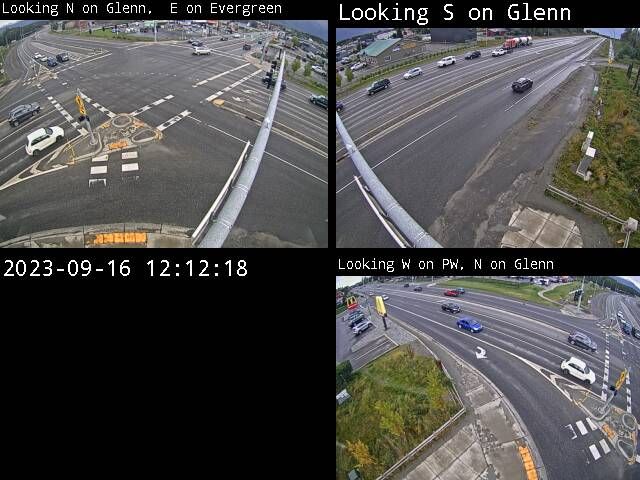 Looking N on Glenn, E on Evergreen
Looking S on Glenn
2023-09-16 12:12:18
Looking W on PW, N on Glenn